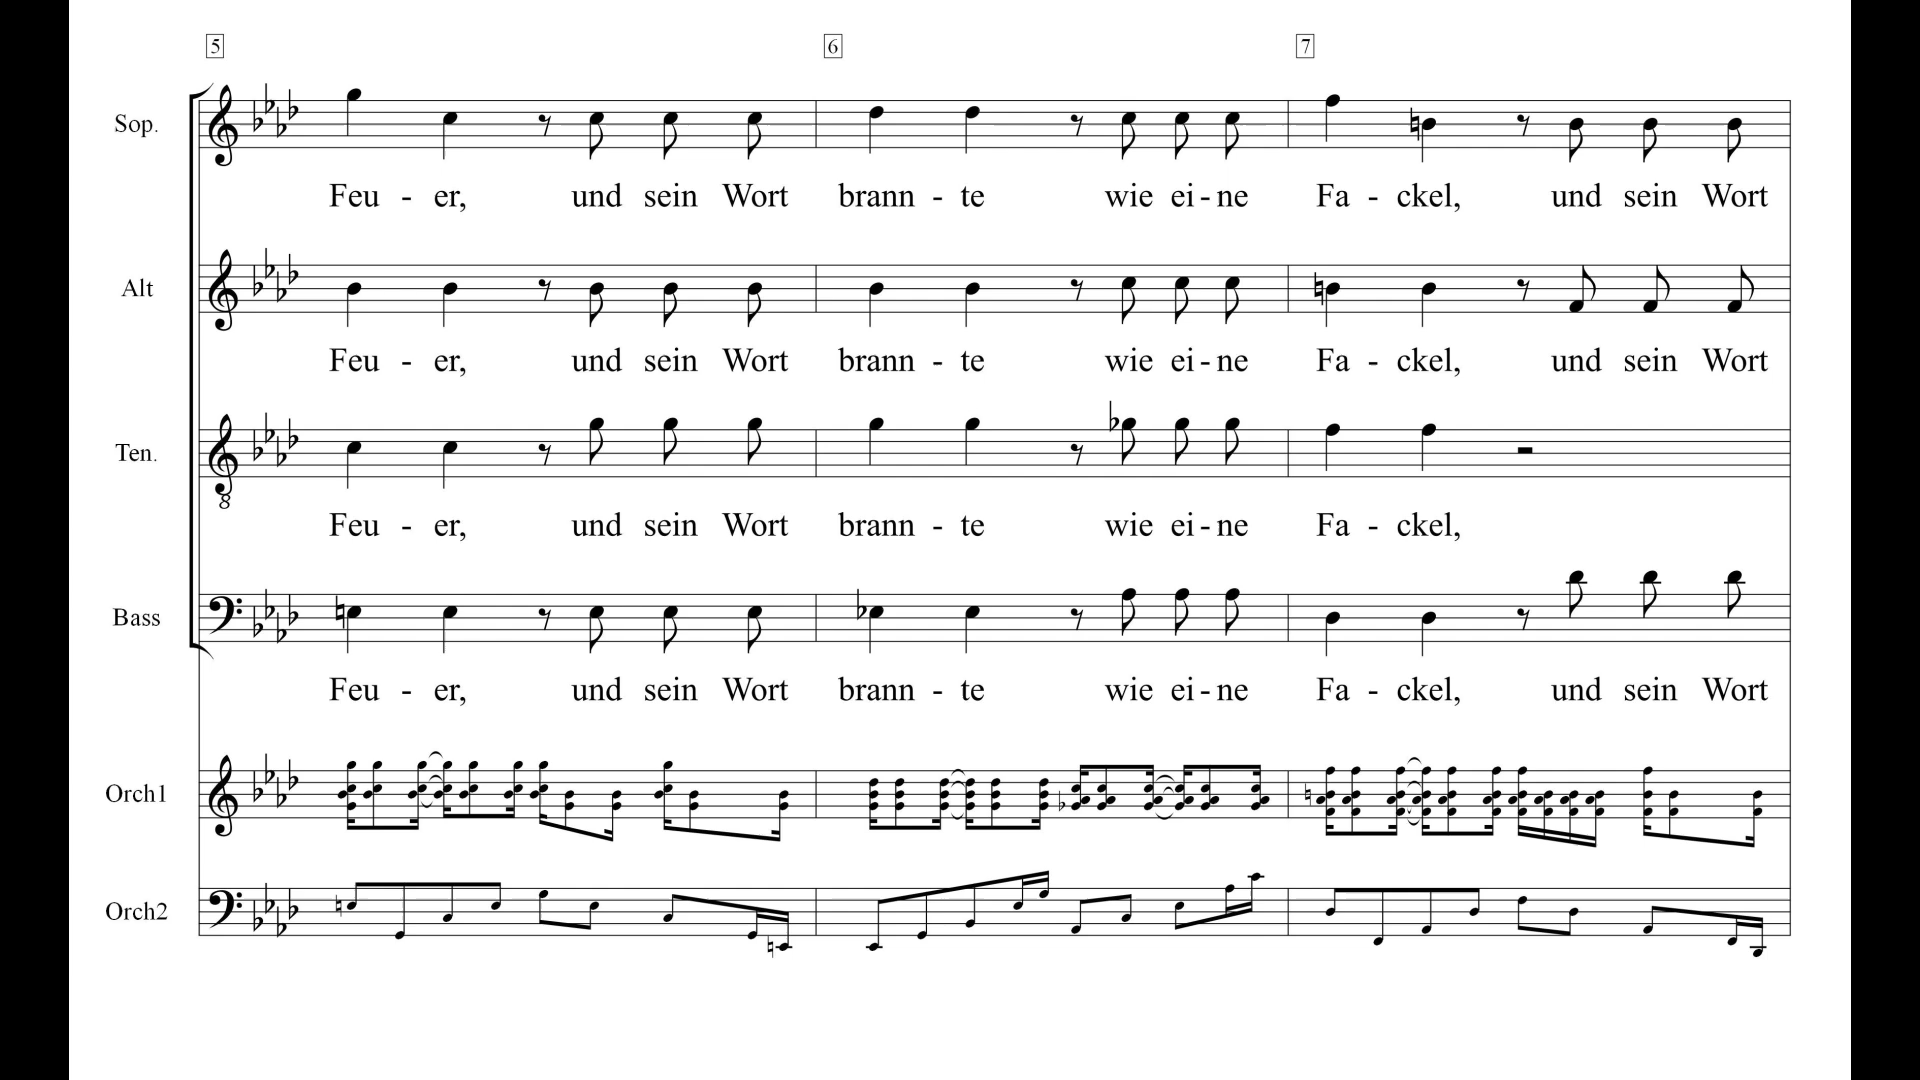 5 6 7
Sop.
Feu - er, und sein Wort brann - te wie ei - ne Fa - ckel, und sein Wort
Alt
Feu - er, und sein Wort brann - te wie ei - ne Fa - ckel, und sein Wort
Ten.
8
Feu - er, und sein Wort brann - te wie ei - ne Fa - ckel,
Bass
Feu - er, und sein Wort brann - te wie ei - ne Fa - ckel, und sein Wort
Orch1
Orch2